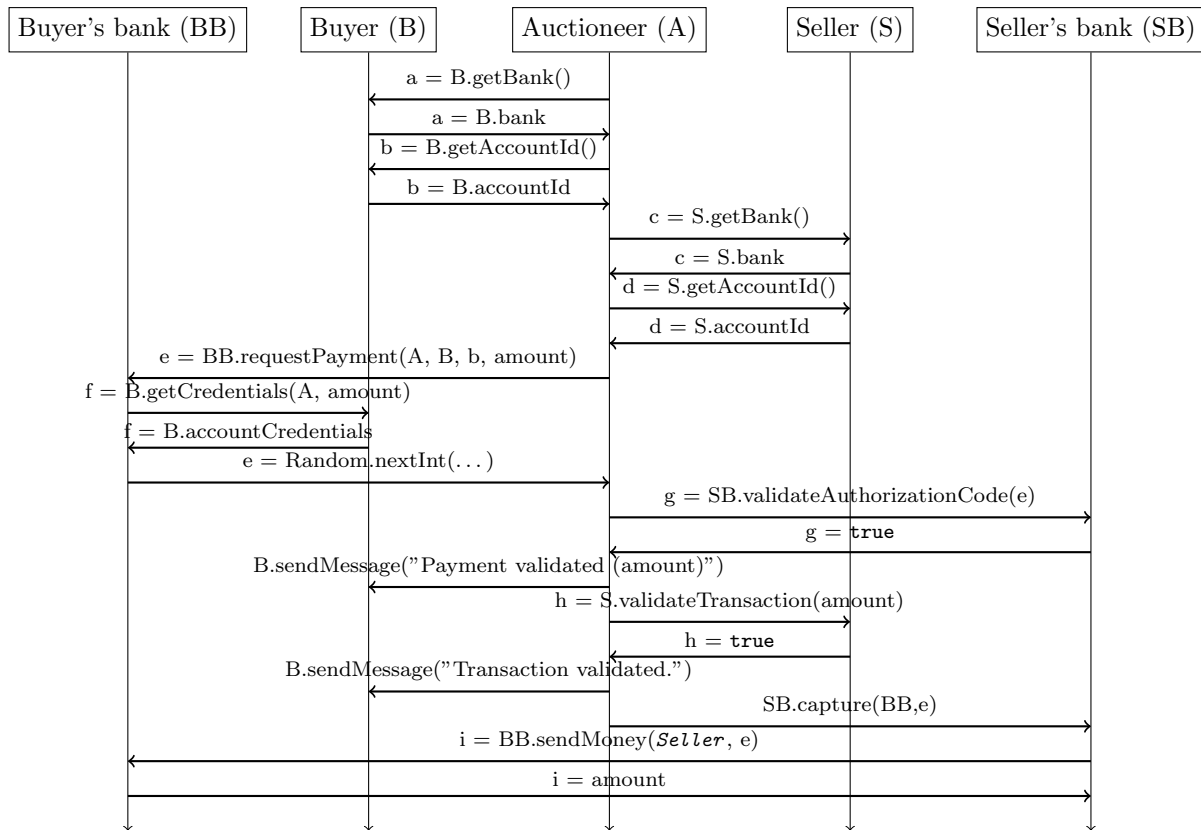 Buyer's bank (BB)
Buyer (B)
Auctioneer (A)
Seller (S)
Seller's bank (SB)
a = B.getBank()
a = B.bank
b = B.getAccountId()
b = B.accountId
c = S.getBank()
c = S.bank
d = S.getAccountId()
d = S.accountId
e = BB.requestPayment(A, B, b, amount)
f = B.getCredentials(A, amount)
f = B.accountCredentials
e = Random.nextInt(...)
g = SB.validateAuthorizationCode(e)
g = true
B.sendMessage("Payment validated (amount)")
h = S.validateTransaction(amount)
h = true
B.sendMessage("Transaction validated.")
SB.capture(BB,e)
i = BB.sendMoney(Seller, e)
i = amount